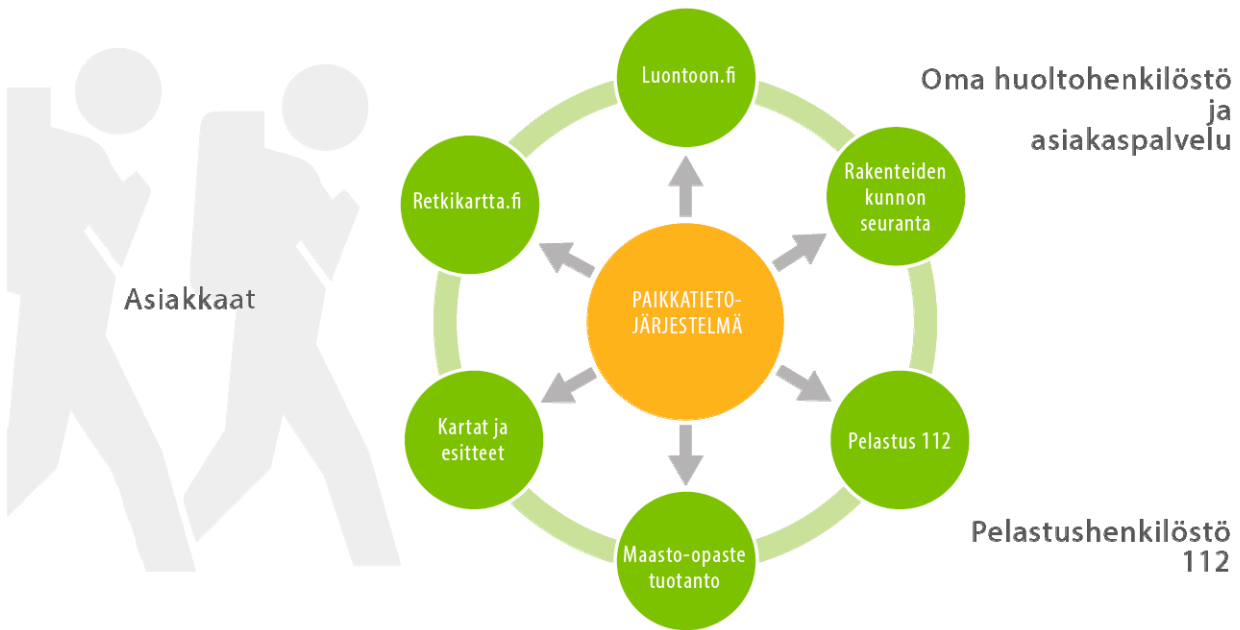 Luontoon.fi
Oma huoltohenkilöstö
ja
asiakaspalvelu
Rakenteiden
kunnon
seuranta
Retkikartta.fi
Asiakkaat
PAIKKATIETO-
JÄRJESTELMÄ
Kartat ja
esitteet
Pelastus 112
Maasto-opaste
tuotanto
Pelastushenkilöstö
112